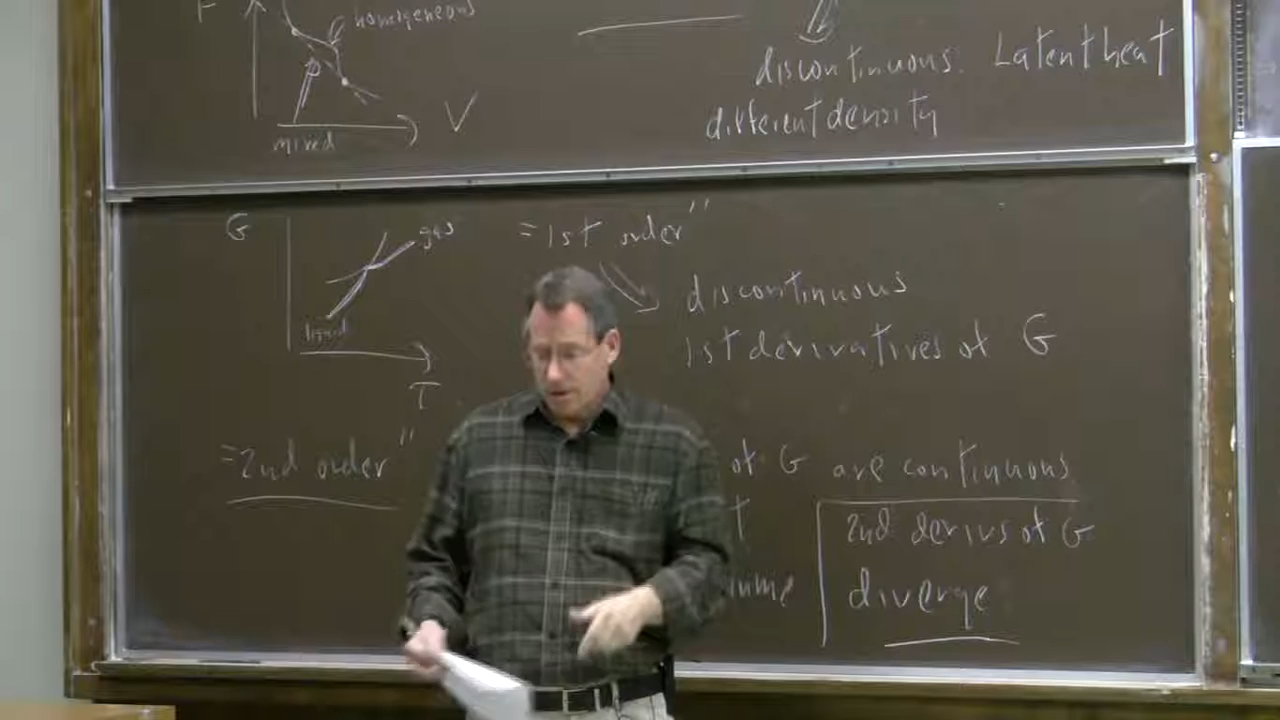 F
homogeneous
discontinuous. Latent heat
different density
V
mixed
G
gas
"1st order"
discontinuous
1st derivatives of G
liquid
T
"2nd order"
of G are continuous
2nd derivs of G
diverge